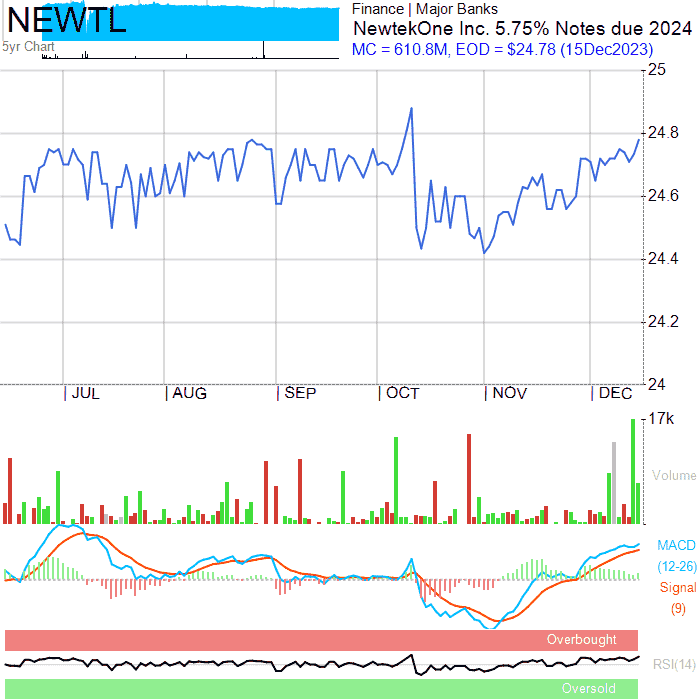 NEWTL
5yr Chart
Finance | Major Banks
NewtekOne Inc. 5.75% Notes due 2024
MC = 610.8M, EOD = $24.78 (15Dec2023)
25
24.8
24.6
24.4
24.2
24
JUL AUG SEP OCT NOV DEC
17k
Volume
MACD
(12-26)
Signal
(9)
Overbought
RSI(14)
Oversold